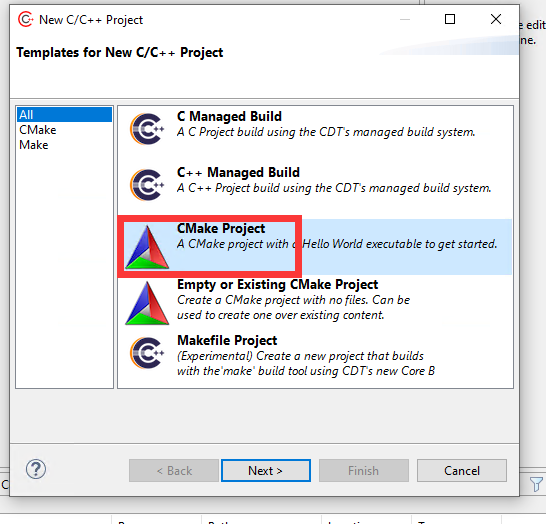 New C/C++ Project
e edit
ne.
Templates for New C/C++ Project
All
CMake
Make
C Managed Build
A C Project build using the CDT's managed build system.
C++ Managed Build
A C++ Project build using the CDT's managed build system.
CMake Project
A CMake project with a Hello World executable to get started.
Empty or Existing CMake Project
Create a CMake project with no files. Can be
used to create one over existing content.
Makefile Project
(Experimental) Create a new project that builds
with the'make' build tool using CDT's new Core B
?
< Back
Next >
Finish
Cancel
C